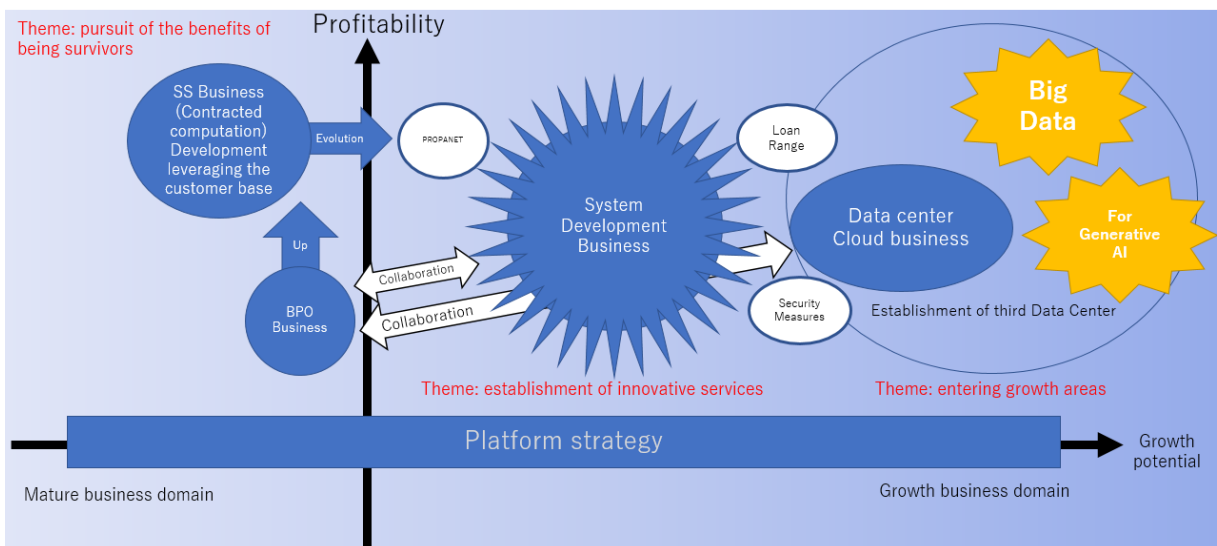 Theme: pursuit of the benefits of
being survivors
Profitability
SS Business
(Contracted
computation)
Development
leveraging the
customer base
Evolution
PROPANET
Up
BPO
Business
Collaboration
Collaboration
System
Development
Business
Loan
Range
Security
Measures
Data center
Cloud business
Big
Data
For
Generative
AI
Establishment of third Data Center
Theme: establishment of innovative services
Theme: entering growth areas
Platform strategy
Growth
potential
Mature business domain
Growth business domain